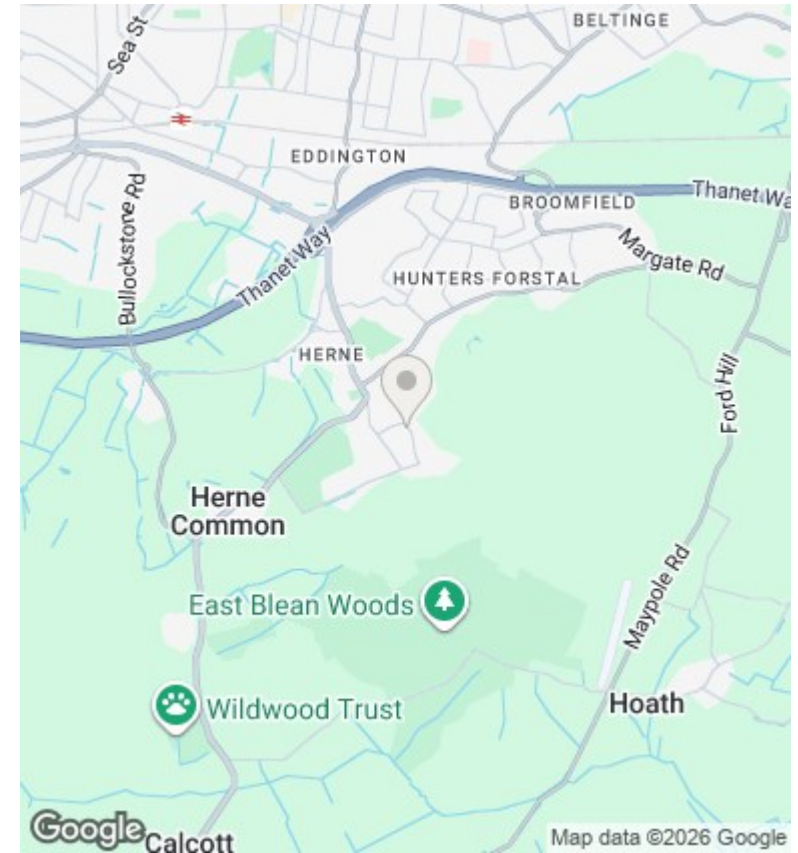 BELTINGE
Sea St
EDDINGTON
Thanet Wa
BROOMFIELD
Bullockstone Rd
Thanet Way
Margate Rd
HUNTERS FORSTAL
HERNE
Ford Hill
Herne
Common
East Blean Woods
Maypole Rd
Wildwood Trust
Hoath
Google
Calcott
Map data ©2026 Google